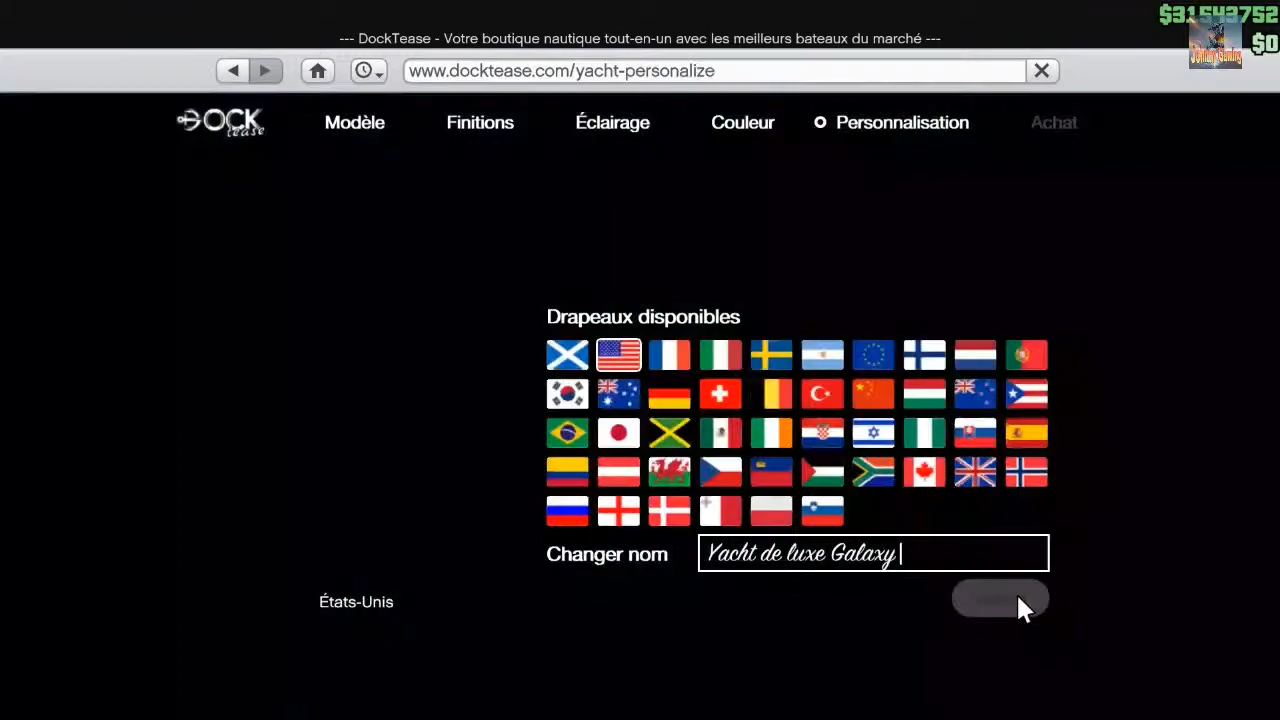 $31543752
--- DockTease - Votre boutique nautique tout-en-un avec les meilleurs bateaux du marché ---
$0
www.docktease.com/yacht-personalize
DOCK
tease
Modèle
Finitions
Éclairage
Couleur
Personnalisation
Achat
Drapeaux disponibles
Changer nom
Yacht de luxe Galaxy
États-Unis